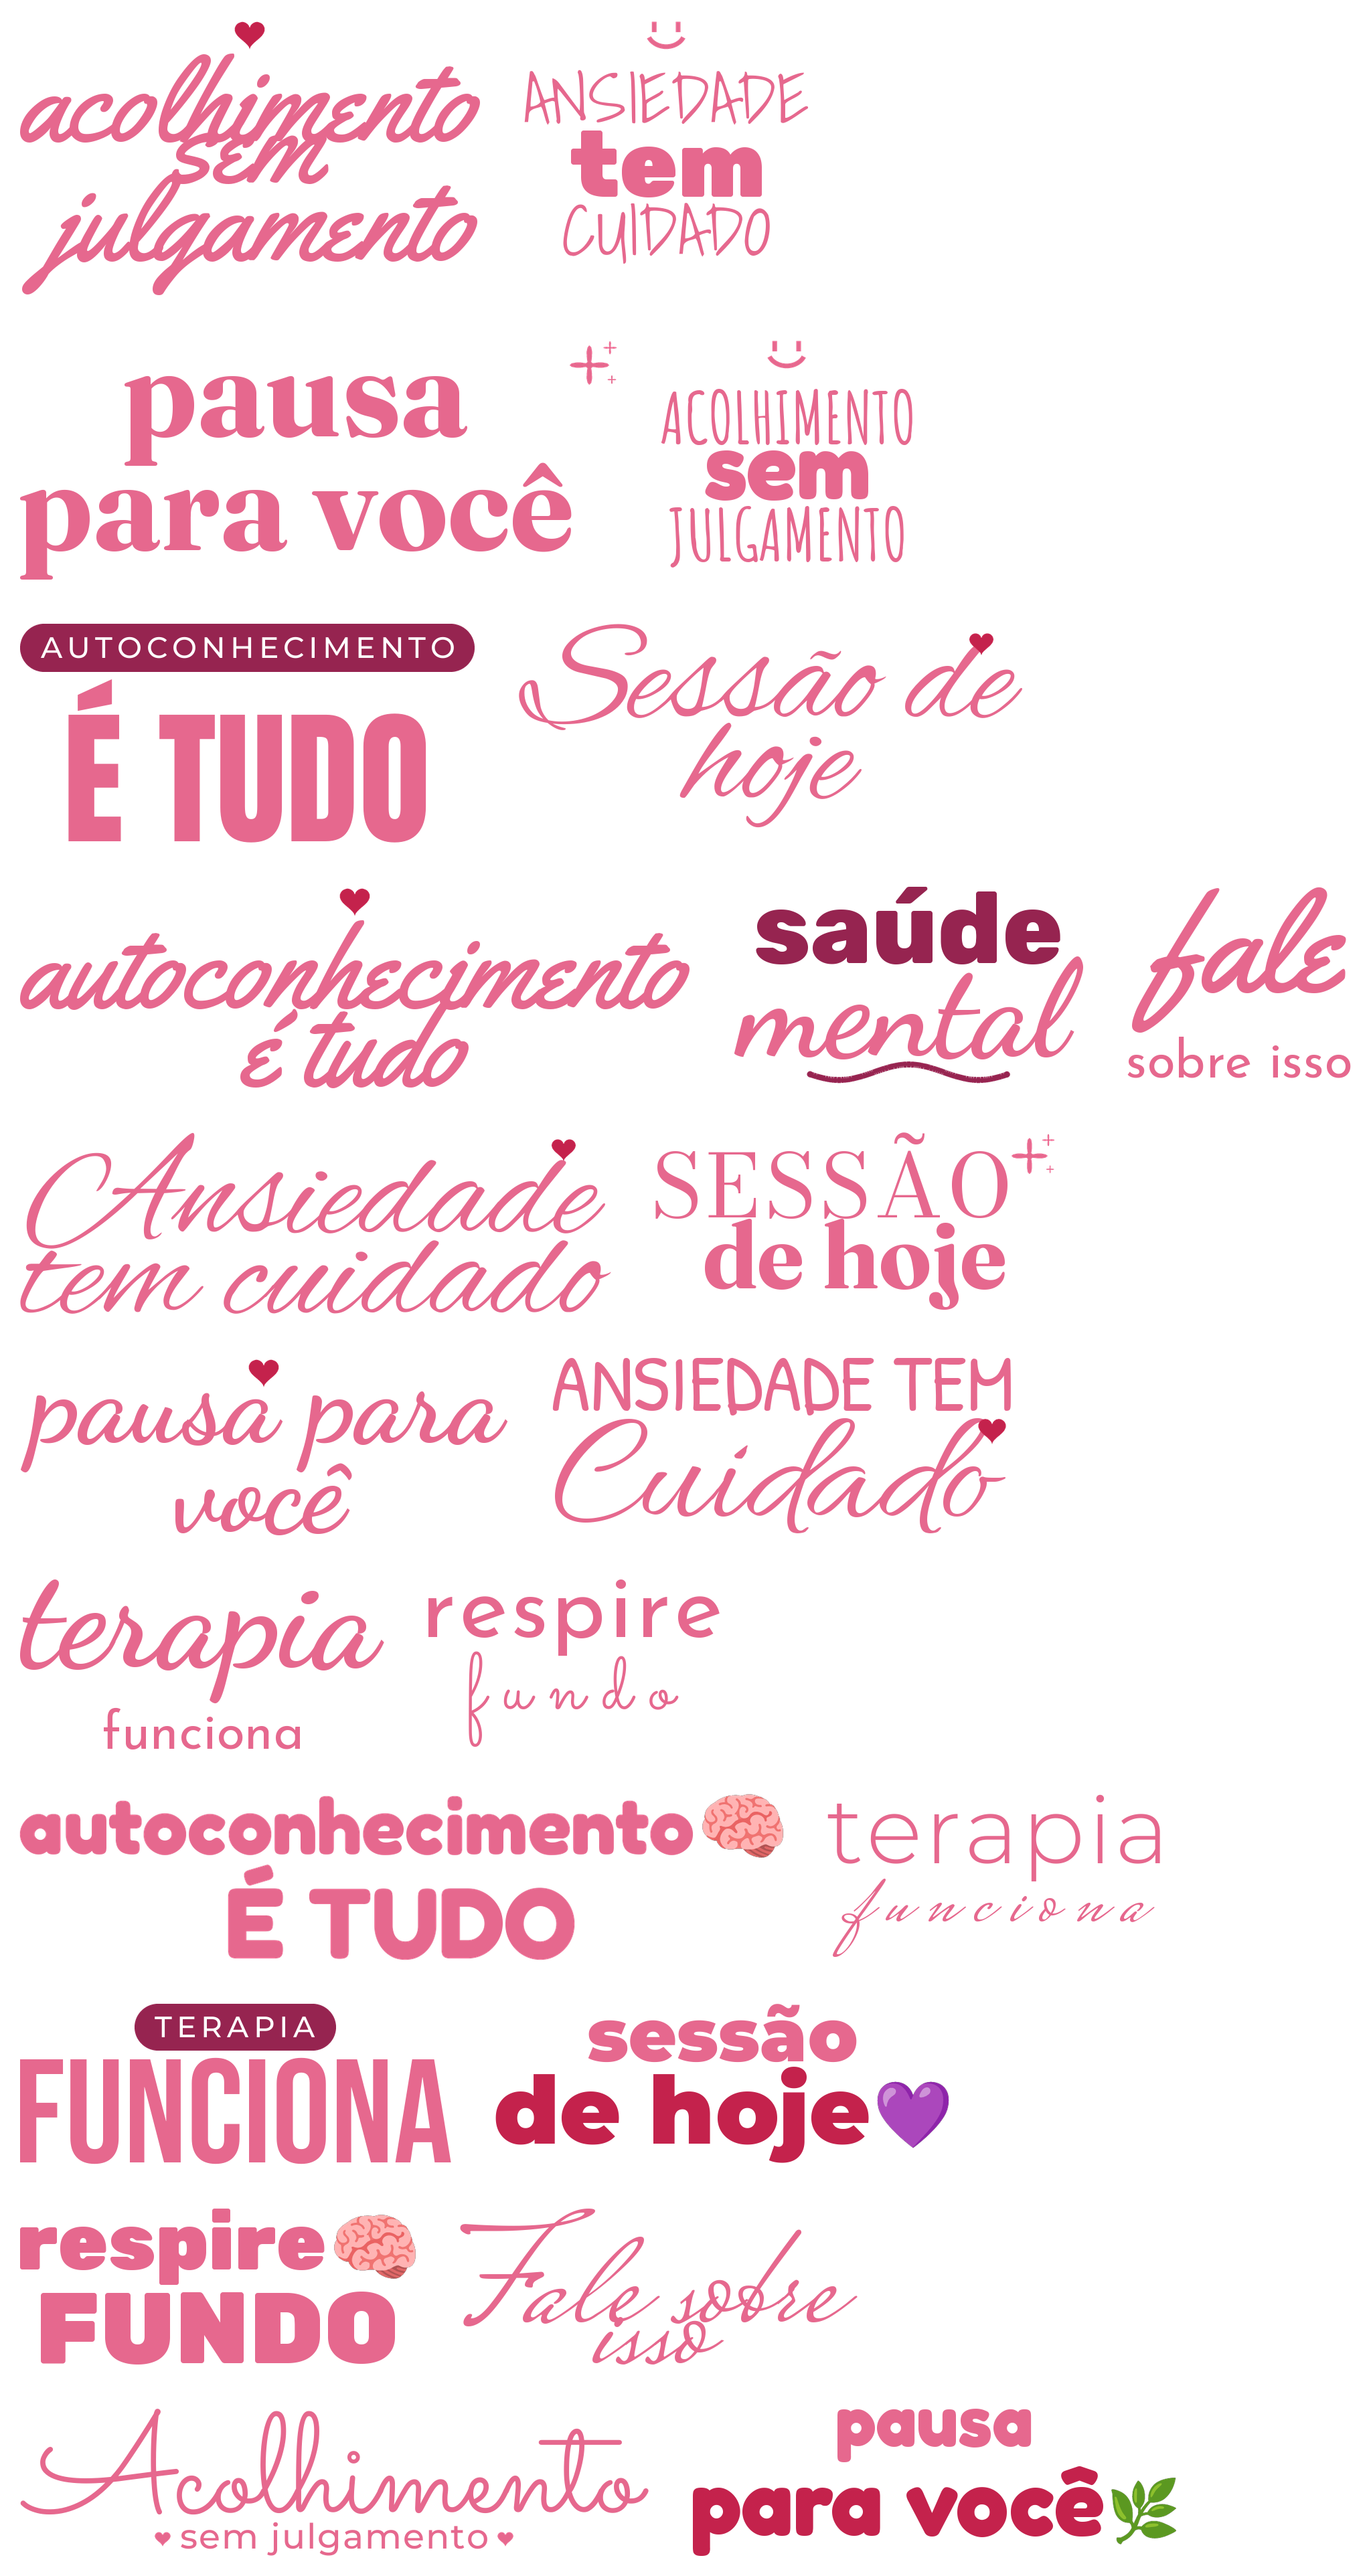 acolhimento
sem
julgamento
ANSIEDADE
tem
CUIDADO
pausa
para você
ACOLHIMENTO
sem
JULGAMENTO
AUTOCONHECIMENTO
É TUDO
Sessão de
hoje
autoconhecimento
é tudo
saúde
mental
fale
sobre isso
Ansiedade
tem cuidado
SESSÃO
de hoje
pausa para
você
ANSIEDADE TEM
Cuidado
terapia
funciona
respire
fundo
autoconhecimento
É TUDO
terapia
funciona
TERAPIA
FUNCIONA
sessão
de hoje
respire
FUNDO
Fale sobre
isso
Acolhimento
sem julgamento
pausa
para você